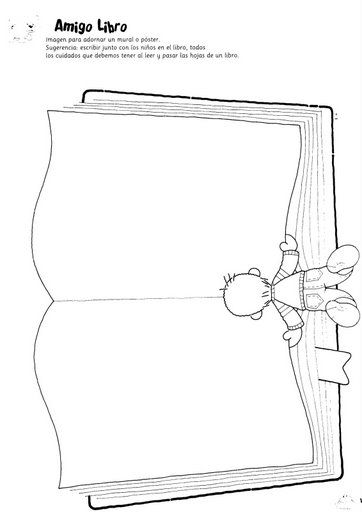 Amigo Libro
Imagen para adornar un mural o póster.
Sugerencia: escribir junto con los niños en el libro, todos
los cuidados que debemos tener al leer y pasar las hojas de un libro.